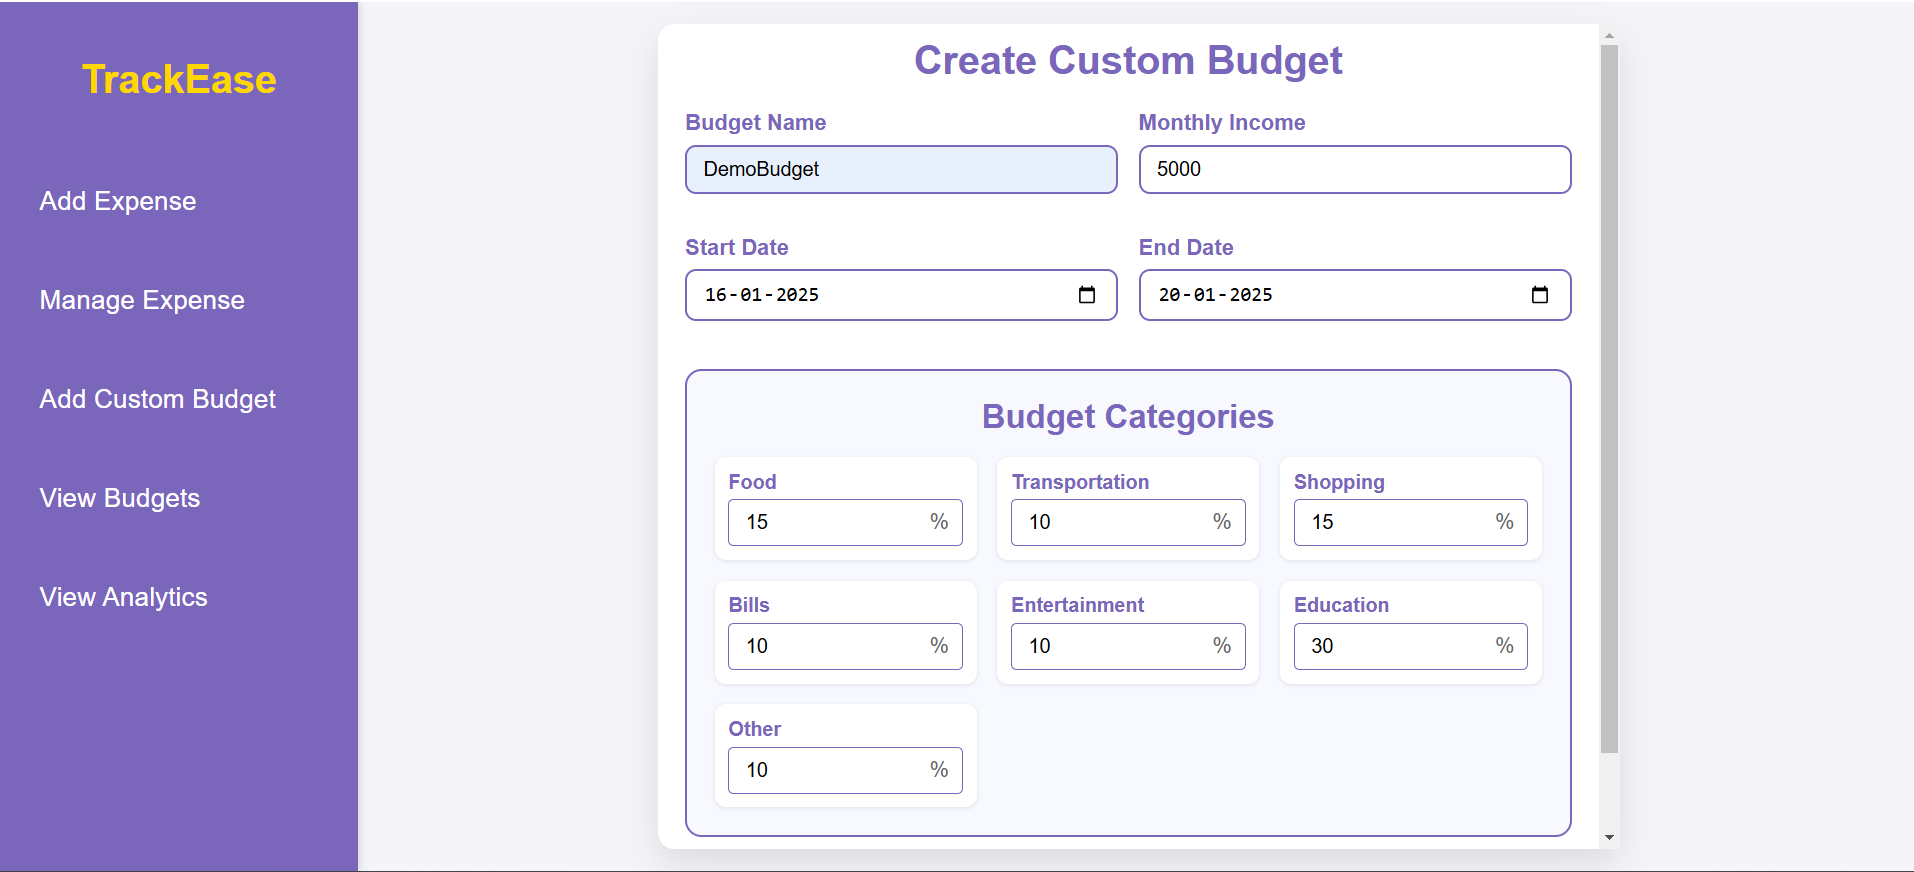 TrackEase
Add Expense
Manage Expense
Add Custom Budget
View Budgets
View Analytics
Create Custom Budget
Budget Name
Monthly Income
DemoBudget
5000
Start Date
End Date
16-01-2025
20-01-2025
Budget Categories
Food
Transportation
Shopping
15 %
10 %
15 %
Bills
Entertainment
Education
10 %
10 %
30 %
Other
10 %